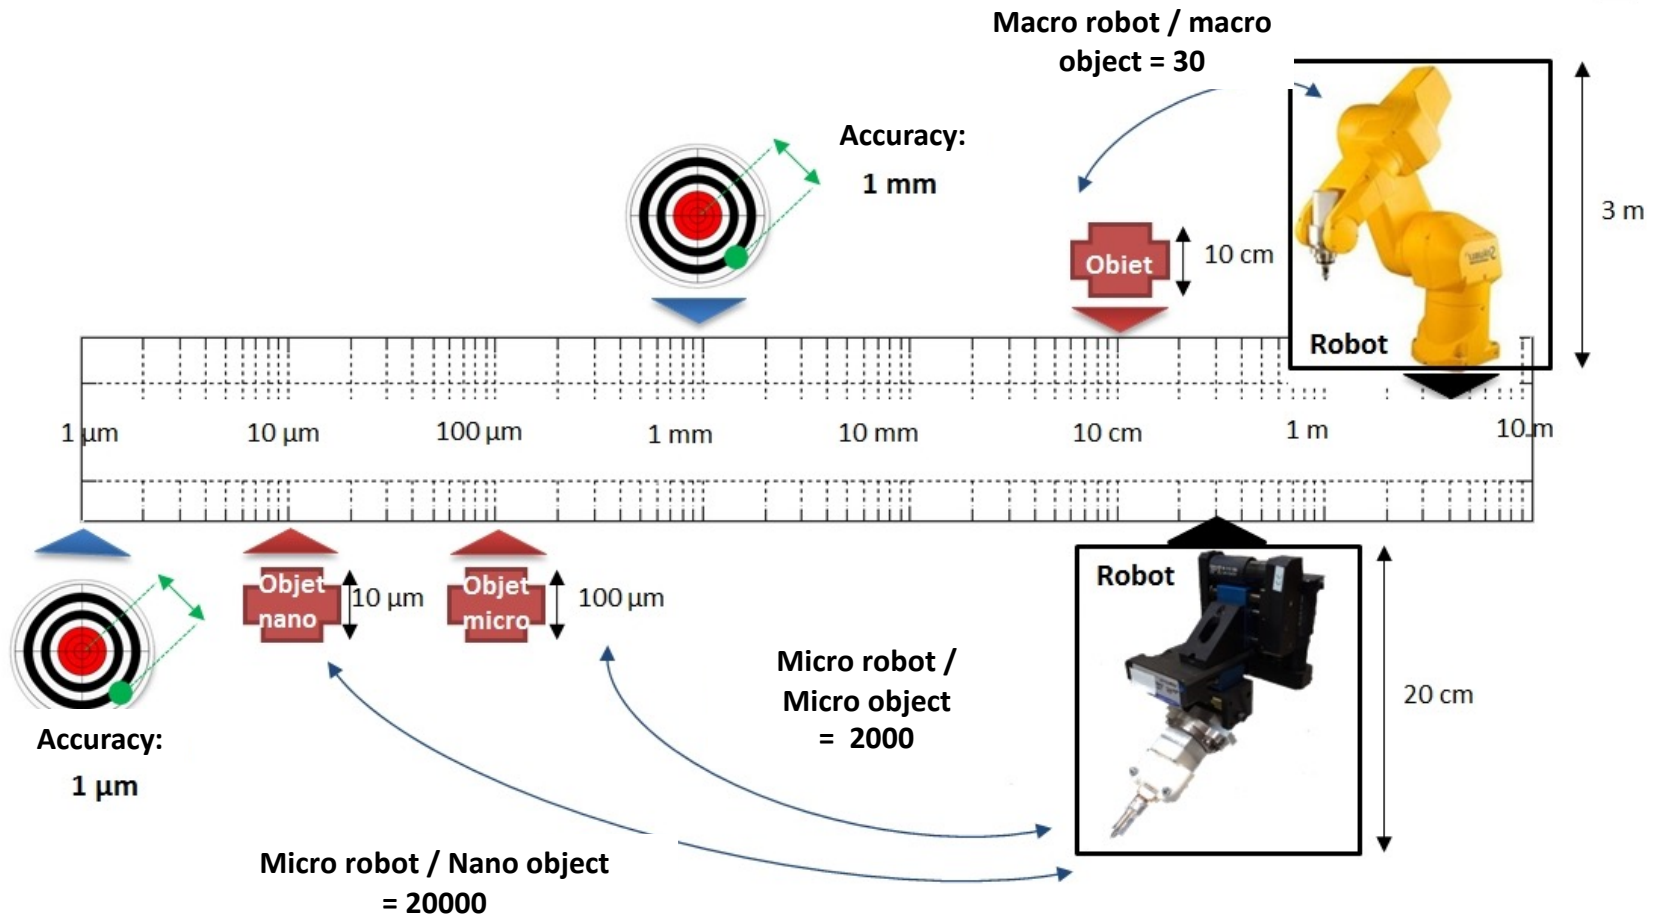 Macro robot / macro
object = 30
Accuracy:
1 mm
Obiet
10 cm
3 m
Robot
1 µm
10 µm
100 µm
1 mm
10 mm
10 cm
1 m
10 m
Objet
nano
10 µm
Objet
micro
100 µm
Robot
20 cm
Micro robot /
Micro object
= 2000
Accuracy:
1 µm
Micro robot / Nano object
= 20000